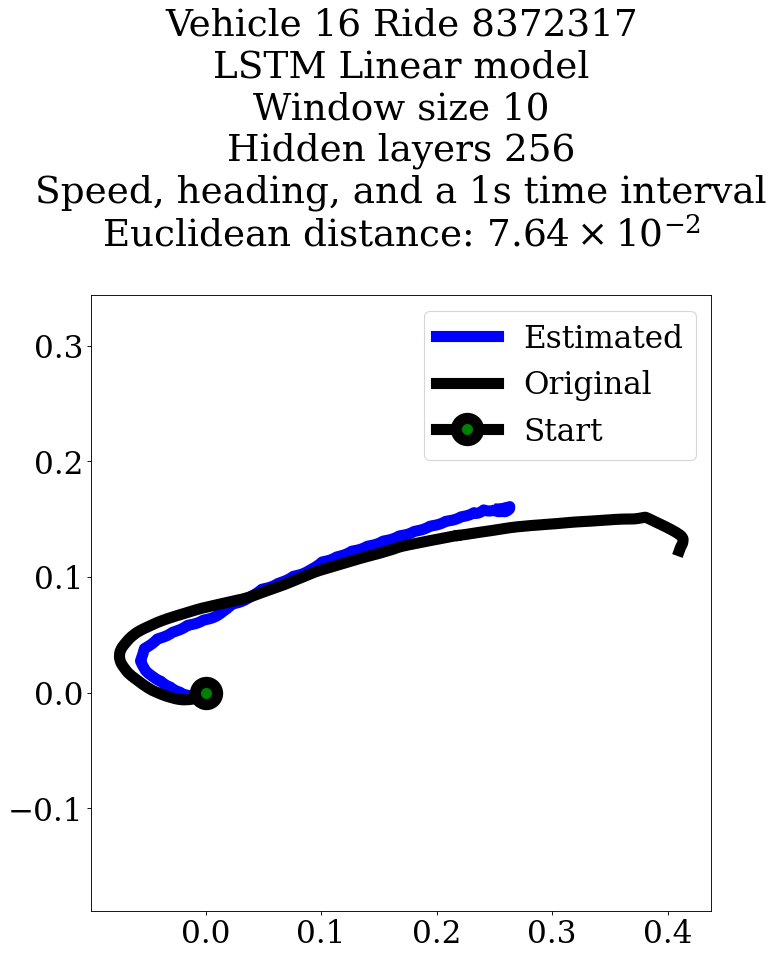 Vehicle 16 Ride 8372317
LSTM Linear model
Window size 10
Hidden layers 256
Speed, heading, and a 1s time interval
Euclidean distance: 7.64 × 10⁻²
Estimated
Original
Start
0.3
0.2
0.1
0.0
−0.1
0.0 0.1 0.2 0.3 0.4